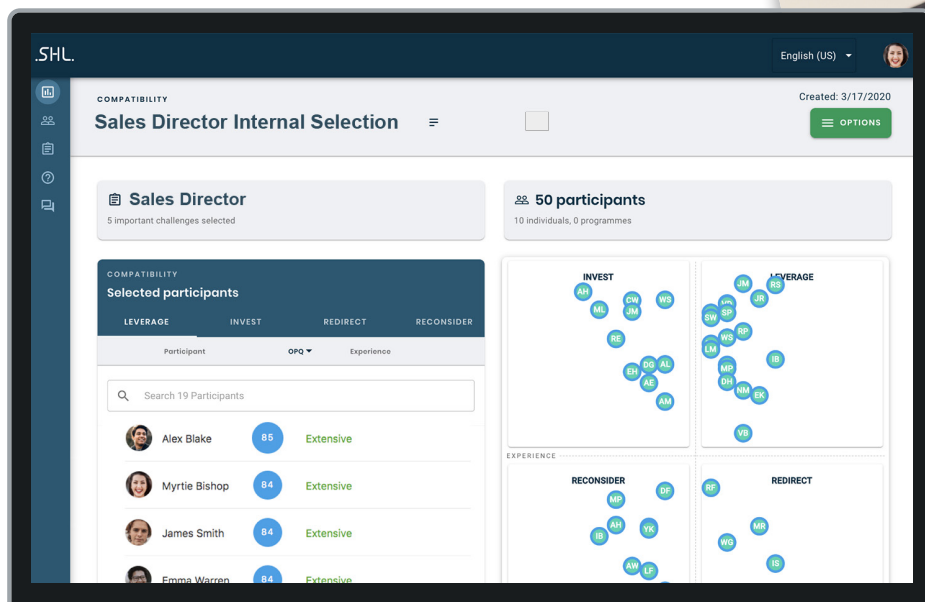 .SHL.
English (US)
COMPATIBILITY
Created: 3/17/2020
Sales Director Internal Selection
OPTIONS
Sales Director
5 important challenges selected
50 participants
10 individuals, 0 programmes
COMPATIBILITY
Selected participants
LEVERAGE INVEST REDIRECT RECONSIDER
Participant OPQ Experience
Search 19 Participants
Alex Blake 85 Extensive
Myrtie Bishop 84 Extensive
James Smith 84 Extensive
Emma Warren 84 Extensive
INVEST
AH
CW WS
ML JM
RE
DG AL
EH
AE
AM
LEVERAGE
JM RS
JR
SP
SW
RP
WS
LM
IB
MP
DH
NM EK
VB
EXPERIENCE
RECONSIDER
DF
MP
AH YK
IB
AW LF
REDIRECT
RF
MR
WG
IS